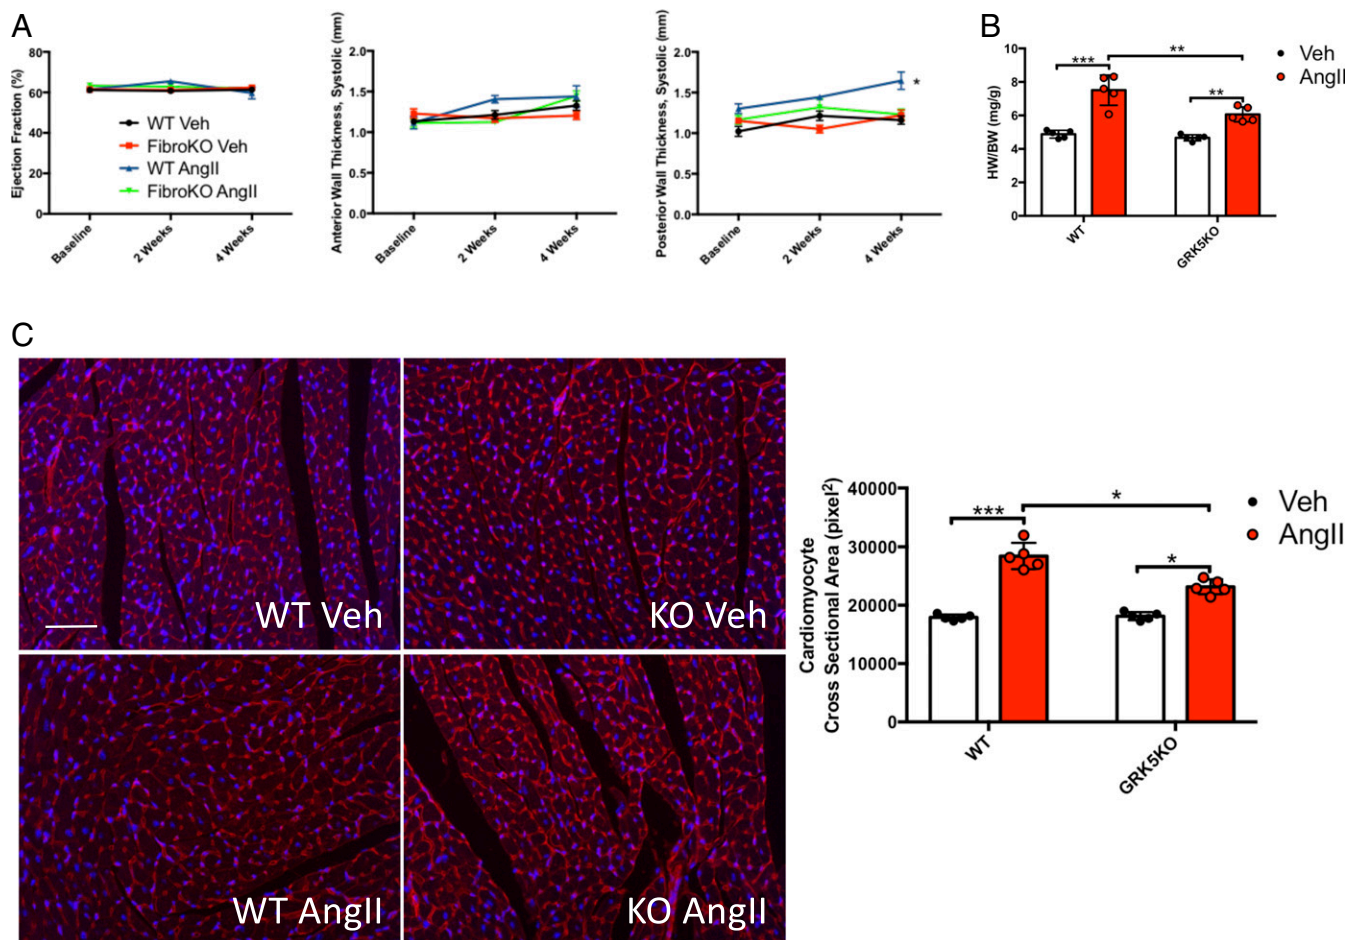 A
Ejection Fraction (%)
80
60
40
20
0
WT Veh
FibroKO Veh
WT AngII
FibroKO AngII
Baseline
2 Weeks
4 Weeks
Anterior Wall Thickness, Systolic (mm)
2.0
1.5
1.0
1.5
0.0
Baseline
2 Weeks
4 Weeks
Posterior Wall Thickness, Systolic (mm)
2.0
1.5
1.0
1.5
0.0
*
Baseline
2 Weeks
4 Weeks
B
HW/BW (mg/g)
10
8
6
4
2
0
***
**
**
WT
GRK5KO
Veh
AngII
C
WT Veh
KO Veh
WT AngII
KO AngII
Cardiomyocyte
Cross Sectional Area (pixel²)
40000
30000
20000
10000
0
***
*
*
WT
GRK5KO
Veh
AngII